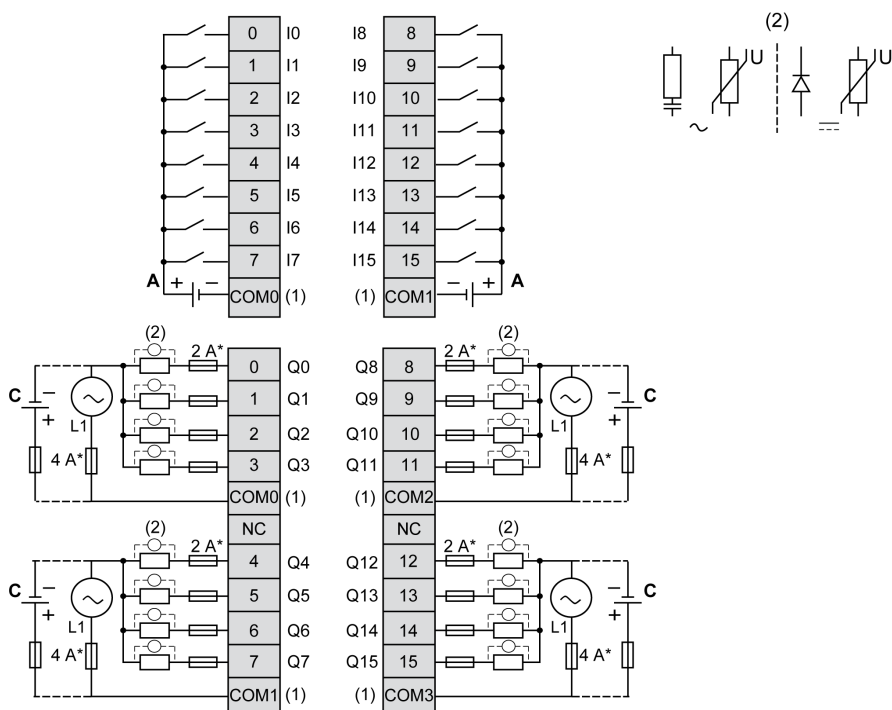 (2)
U U
0 I0 I8 8
1 I1 I9 9
2 I2 I10 10
3 I3 I11 11
4 I4 I12 12
5 I5 I13 13
6 I6 I14 14
7 I7 I15 15
A + − COM0 (1) (1) COM1 − + A
(2) 2 A* 0 Q0 Q8 8 2 A* (2)
C − + L1 1 Q1 Q9 9 L1 − + C
2 Q2 Q10 10
4 A* 3 Q3 Q11 11 4 A*
COM0 (1) (1) COM2
NC NC
(2) 2 A* 4 Q4 Q12 12 2 A* (2)
C − + L1 5 Q5 Q13 13 L1 − + C
6 Q6 Q14 14
4 A* 7 Q7 Q15 15 4 A*
COM1 (1) (1) COM3